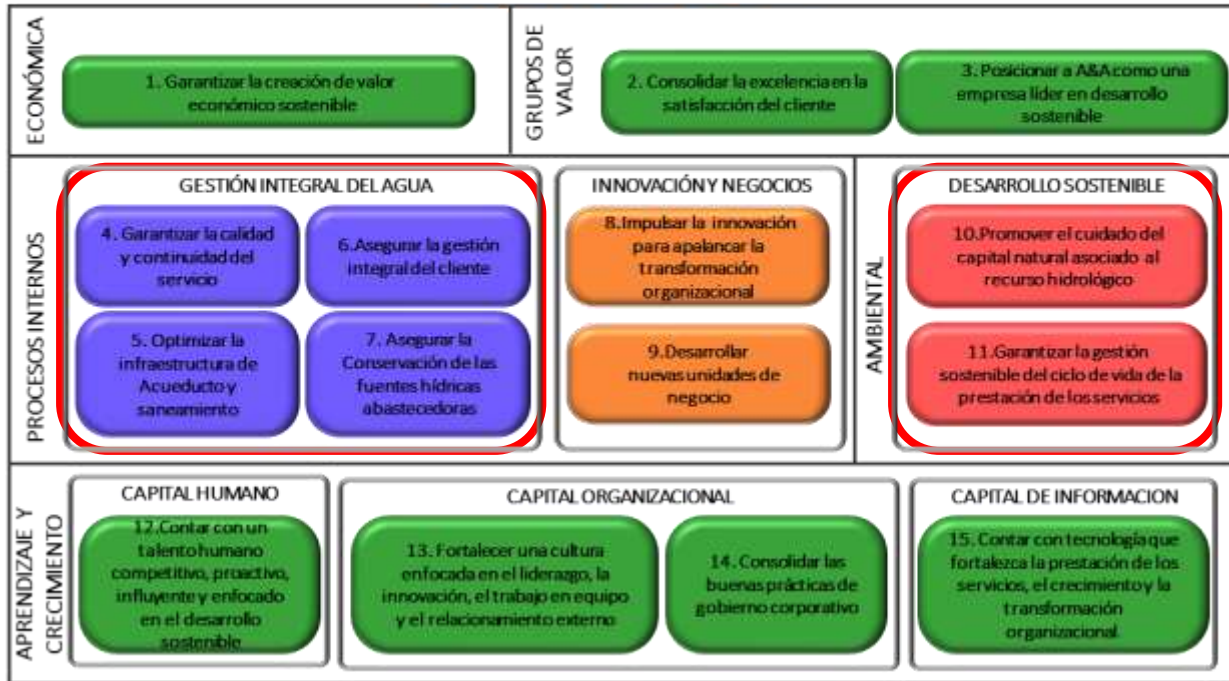 ECONÓMICA
1. Garantizar la creación de valor
económico sostenible
GRUPOS DE
VALOR
2. Consolidar la excelencia en la
satisfacción del cliente
3. Posicionar a A&A como una
empresa líder en desarrollo
sostenible
PROCESOS INTERNOS
GESTIÓN INTEGRAL DEL AGUA
4. Garantizar la calidad
y continuidad del
servicio
6.Asegurar la gestión
integral del cliente
5. Optimizar la
infraestructura de
Acueducto y
saneamiento
7. Asegurar la
Conservación de las
fuentes hídricas
abastecedoras
INNOVACIÓN Y NEGOCIOS
8.Impulsar la innovación
para apalancar la
transformación
organizacional
9.Desarrollar
nuevas unidades de
negocio
AMBIENTAL
DESARROLLO SOSTENIBLE
10.Promover el cuidado del
capital natural asociado al
recurso hidrológico
11.Garantizar la gestión
sostenible del ciclo de vida de la
prestación de los servicios
APRENDIZAJE Y
CRECIMIENTO
CAPITAL HUMANO
12.Contar con un
talento humano
competitivo, proactivo,
influyente y enfocado
en el desarrollo
sostenible
CAPITAL ORGANIZACIONAL
13. Fortalecer una cultura
enfocada en el liderazgo, la
innovación, el trabajo en equipo
y el relacionamiento externo
14. Consolidar las
buenas prácticas de
gobierno corporativo
CAPITAL DE INFORMACION
15. Contar con tecnología que
fortalezca la prestación de los
servicios, el crecimiento y la
transformación
organizacional.